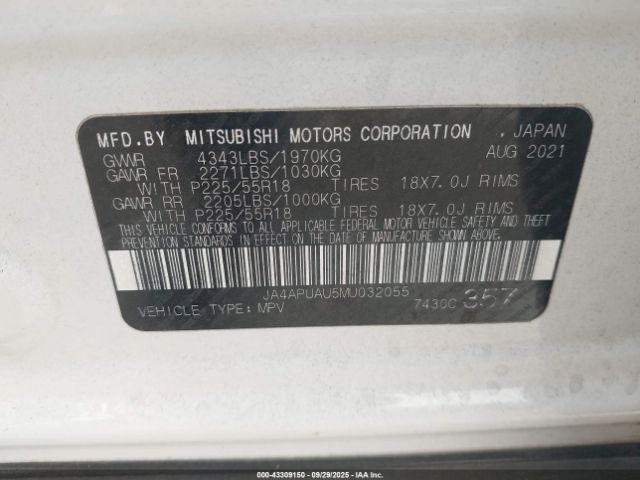 MFD.BY MITSUBISHI MOTORS CORPORATION . JAPAN
GVWR 4343LBS/1970KG AUG 2021
GAWR FR 2271LBS/1030KG
WITH P225/55R18 TIRES 18X7.0J RIMS
GAWR RR 2205LBS/1000KG
WITH P225/55R18 TIRES 18X7.0J RIMS
THIS VEHICLE CONFORMS TO ALL APPLICABLE FEDERAL MOTOR VEHICLE SAFETY AND THEFT
PREVENTION STANDARDS IN EFFECT ON THE DATE OF MANUFACTURE SHOWN ABOVE.
JA4APUAU5MU032055
VEHICLE TYPE: MPV 7430C 357
000-43309150 - 09/29/2025 - IAA Inc.